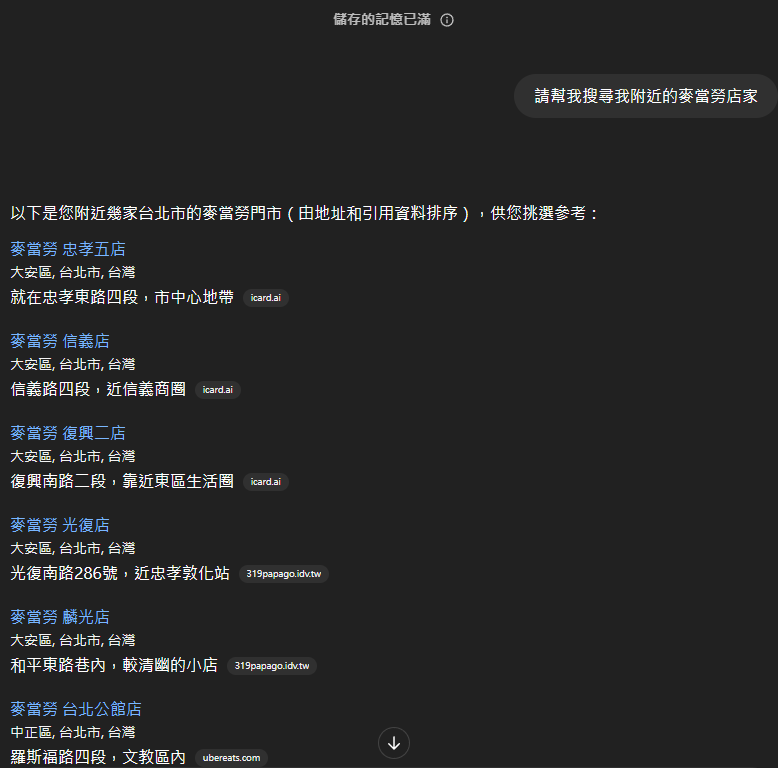 儲存的記憶已滿
請幫我搜尋我附近的麥當勞店家
以下是您附近幾家台北市的麥當勞門市（由地址和引用資料排序），供您挑選參考：
麥當勞 忠孝五店
大安區, 台北市, 台灣
就在忠孝東路四段，市中心地帶 icard.ai
麥當勞 信義店
大安區, 台北市, 台灣
信義路四段，近信義商圈 icard.ai
麥當勞 復興二店
大安區, 台北市, 台灣
復興南路二段，靠近東區生活圈 icard.ai
麥當勞 光復店
大安區, 台北市, 台灣
光復南路286號，近忠孝敦化站 319papago.idv.tw
麥當勞 麟光店
大安區, 台北市, 台灣
和平東路巷內，較清幽的小店 319papago.idv.tw
麥當勞 台北公館店
中正區, 台北市, 台灣
羅斯福路四段，文教區內 ubereats.com